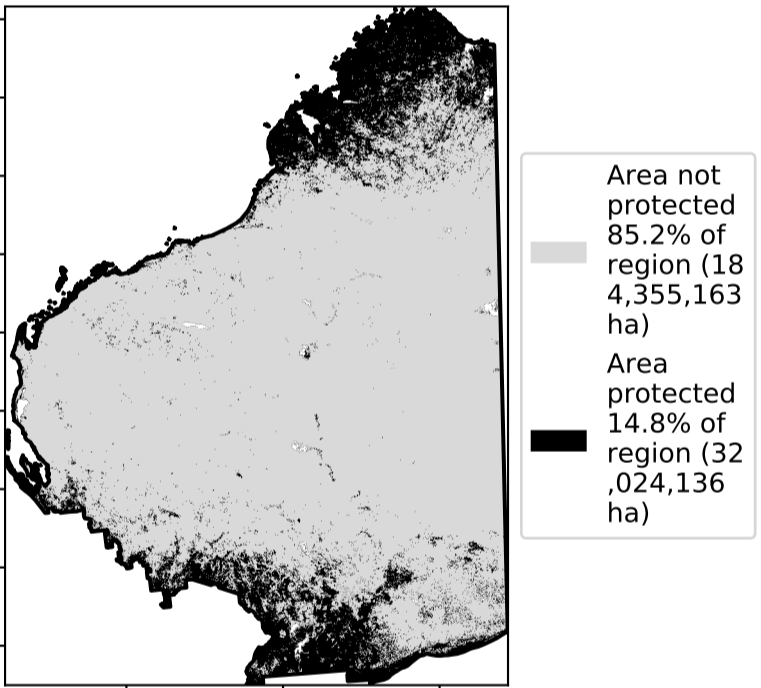 Area not
protected
85.2% of
region (18
4,355,163
ha)
Area
protected
14.8% of
region (32
,024,136
ha)